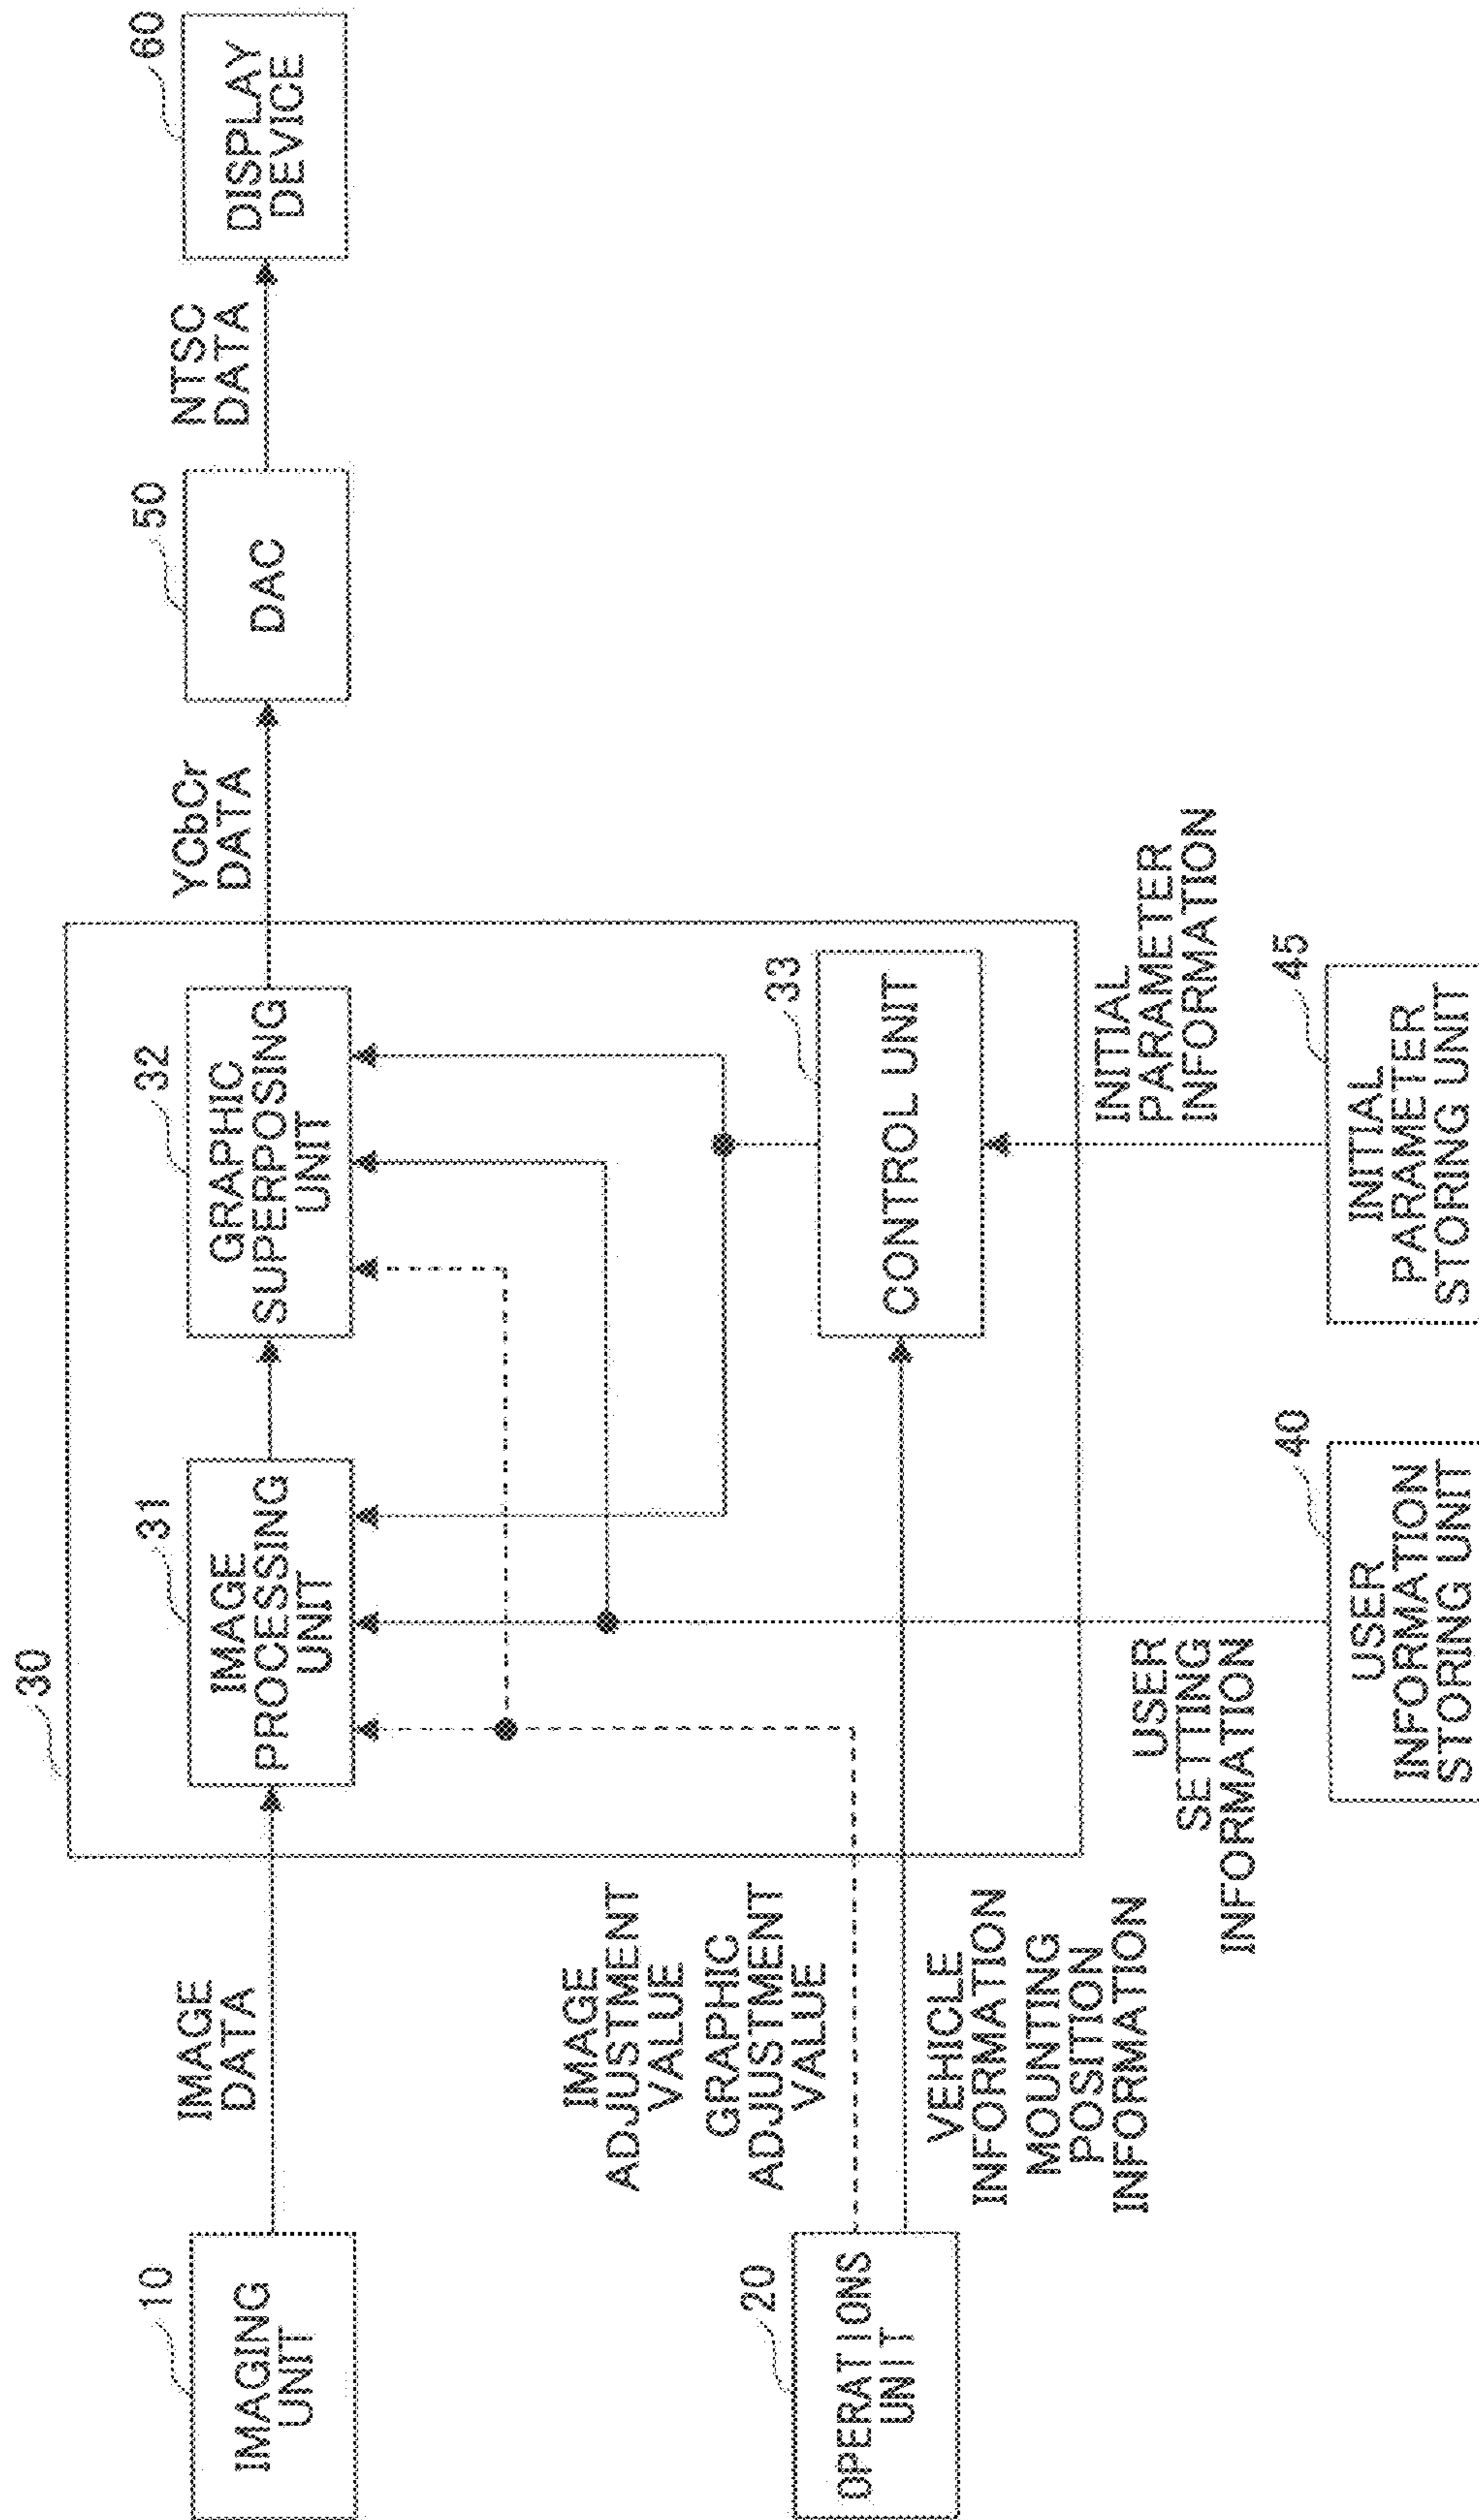 30
10
IMAGING
UNIT
IMAGE
DATA
31
IMAGE
PROCESSING
UNIT
32
GRAPHIC
SUPERPOSING
UNIT
YCbCr
DATA
50
DAC
NTSC
DATA
60
DISPLAY
DEVICE
IMAGE
ADJUSTMENT
VALUE
GRAPHIC
ADJUSTMENT
VALUE
20
OPERATIONS
UNIT
VEHICLE
INFORMATION
MOUNTING
POSITION
INFORMATION
33
CONTROL UNIT
USER
SETTING
INFORMATION
INITIAL
PARAMETER
INFORMATION
40
USER
INFORMATION
STORING UNIT
45
INITIAL
PARAMETER
STORING UNIT